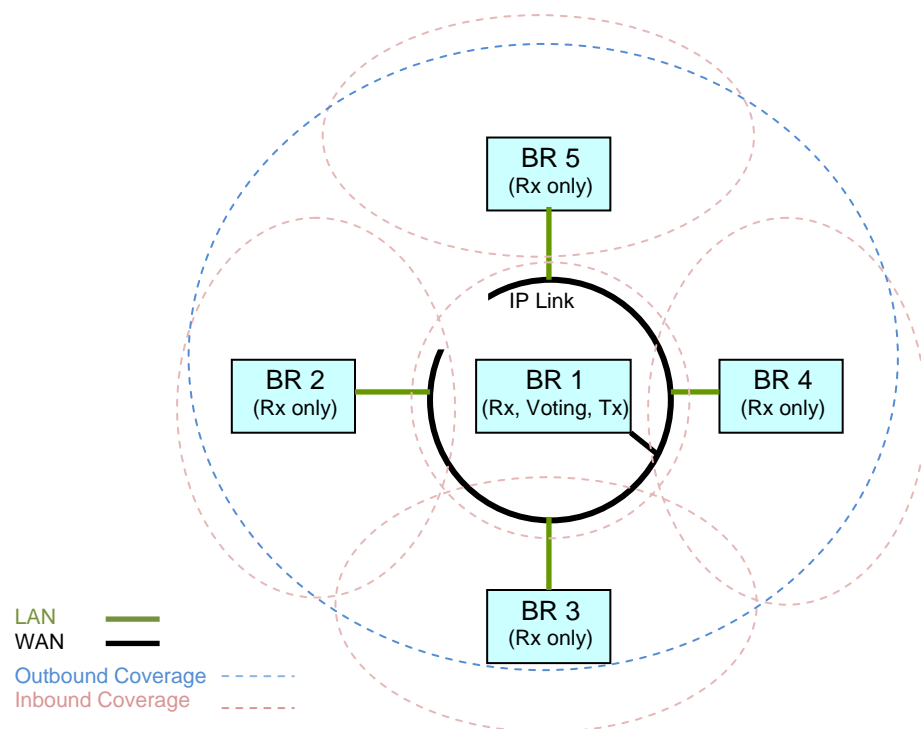 BR 5
(Rx only)
IP Link
BR 2
(Rx only)
BR 1
(Rx, Voting, Tx)
BR 4
(Rx only)
BR 3
(Rx only)
LAN
WAN
Outbound Coverage
Inbound Coverage